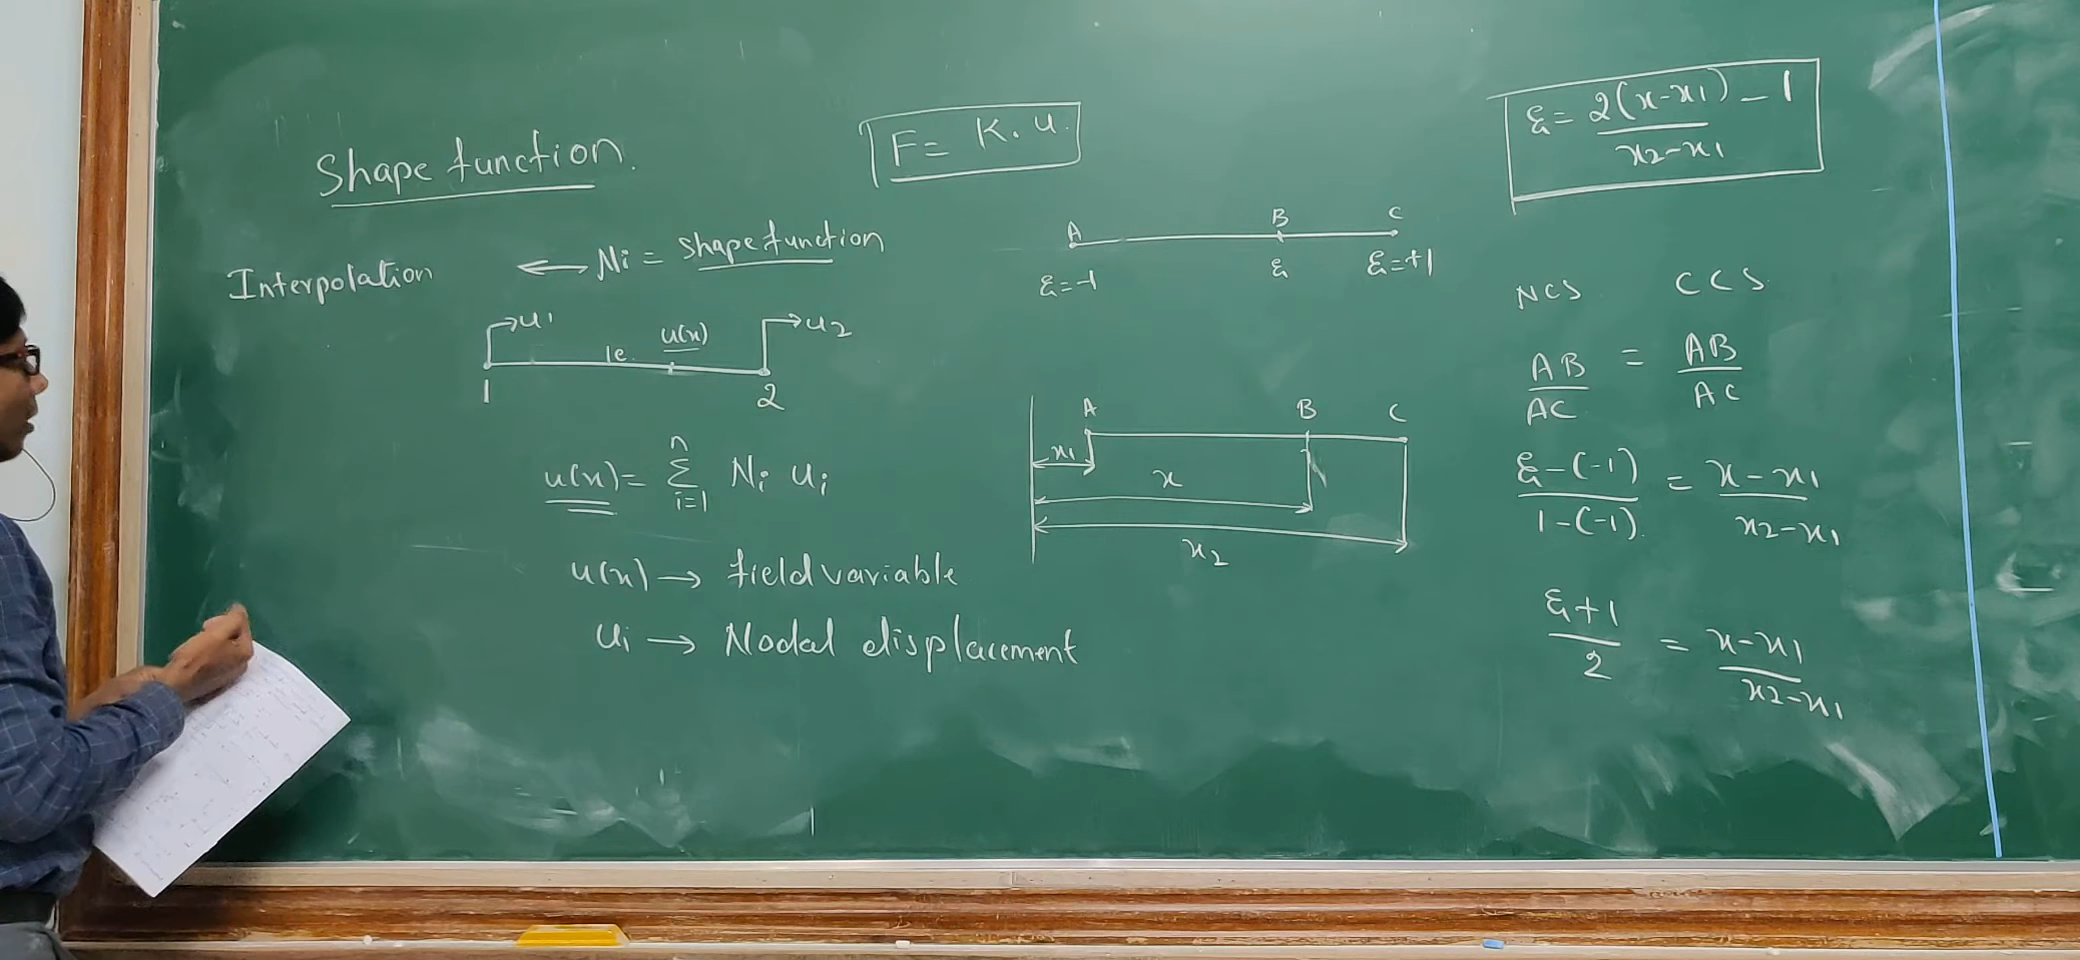 Shape function.
F = K. u.
Interpolation ← Ni = shape function
u1 u2
1e. u(x)
1 2
u(x) = n Σ i=1 Ni ui
u(x) → field variable
ui → Nodal displacement
A B C
ξ=-1 ξ ξ=+1
A B C
x1
x
x2
ξ = 2(x-x1) / x2-x1 - 1
NCS CCS
AB / AC = AB / AC
ξ-(-1) / 1-(-1). = x-x1 / x2-x1
ξ+1 / 2 = x-x1 / x2-x1